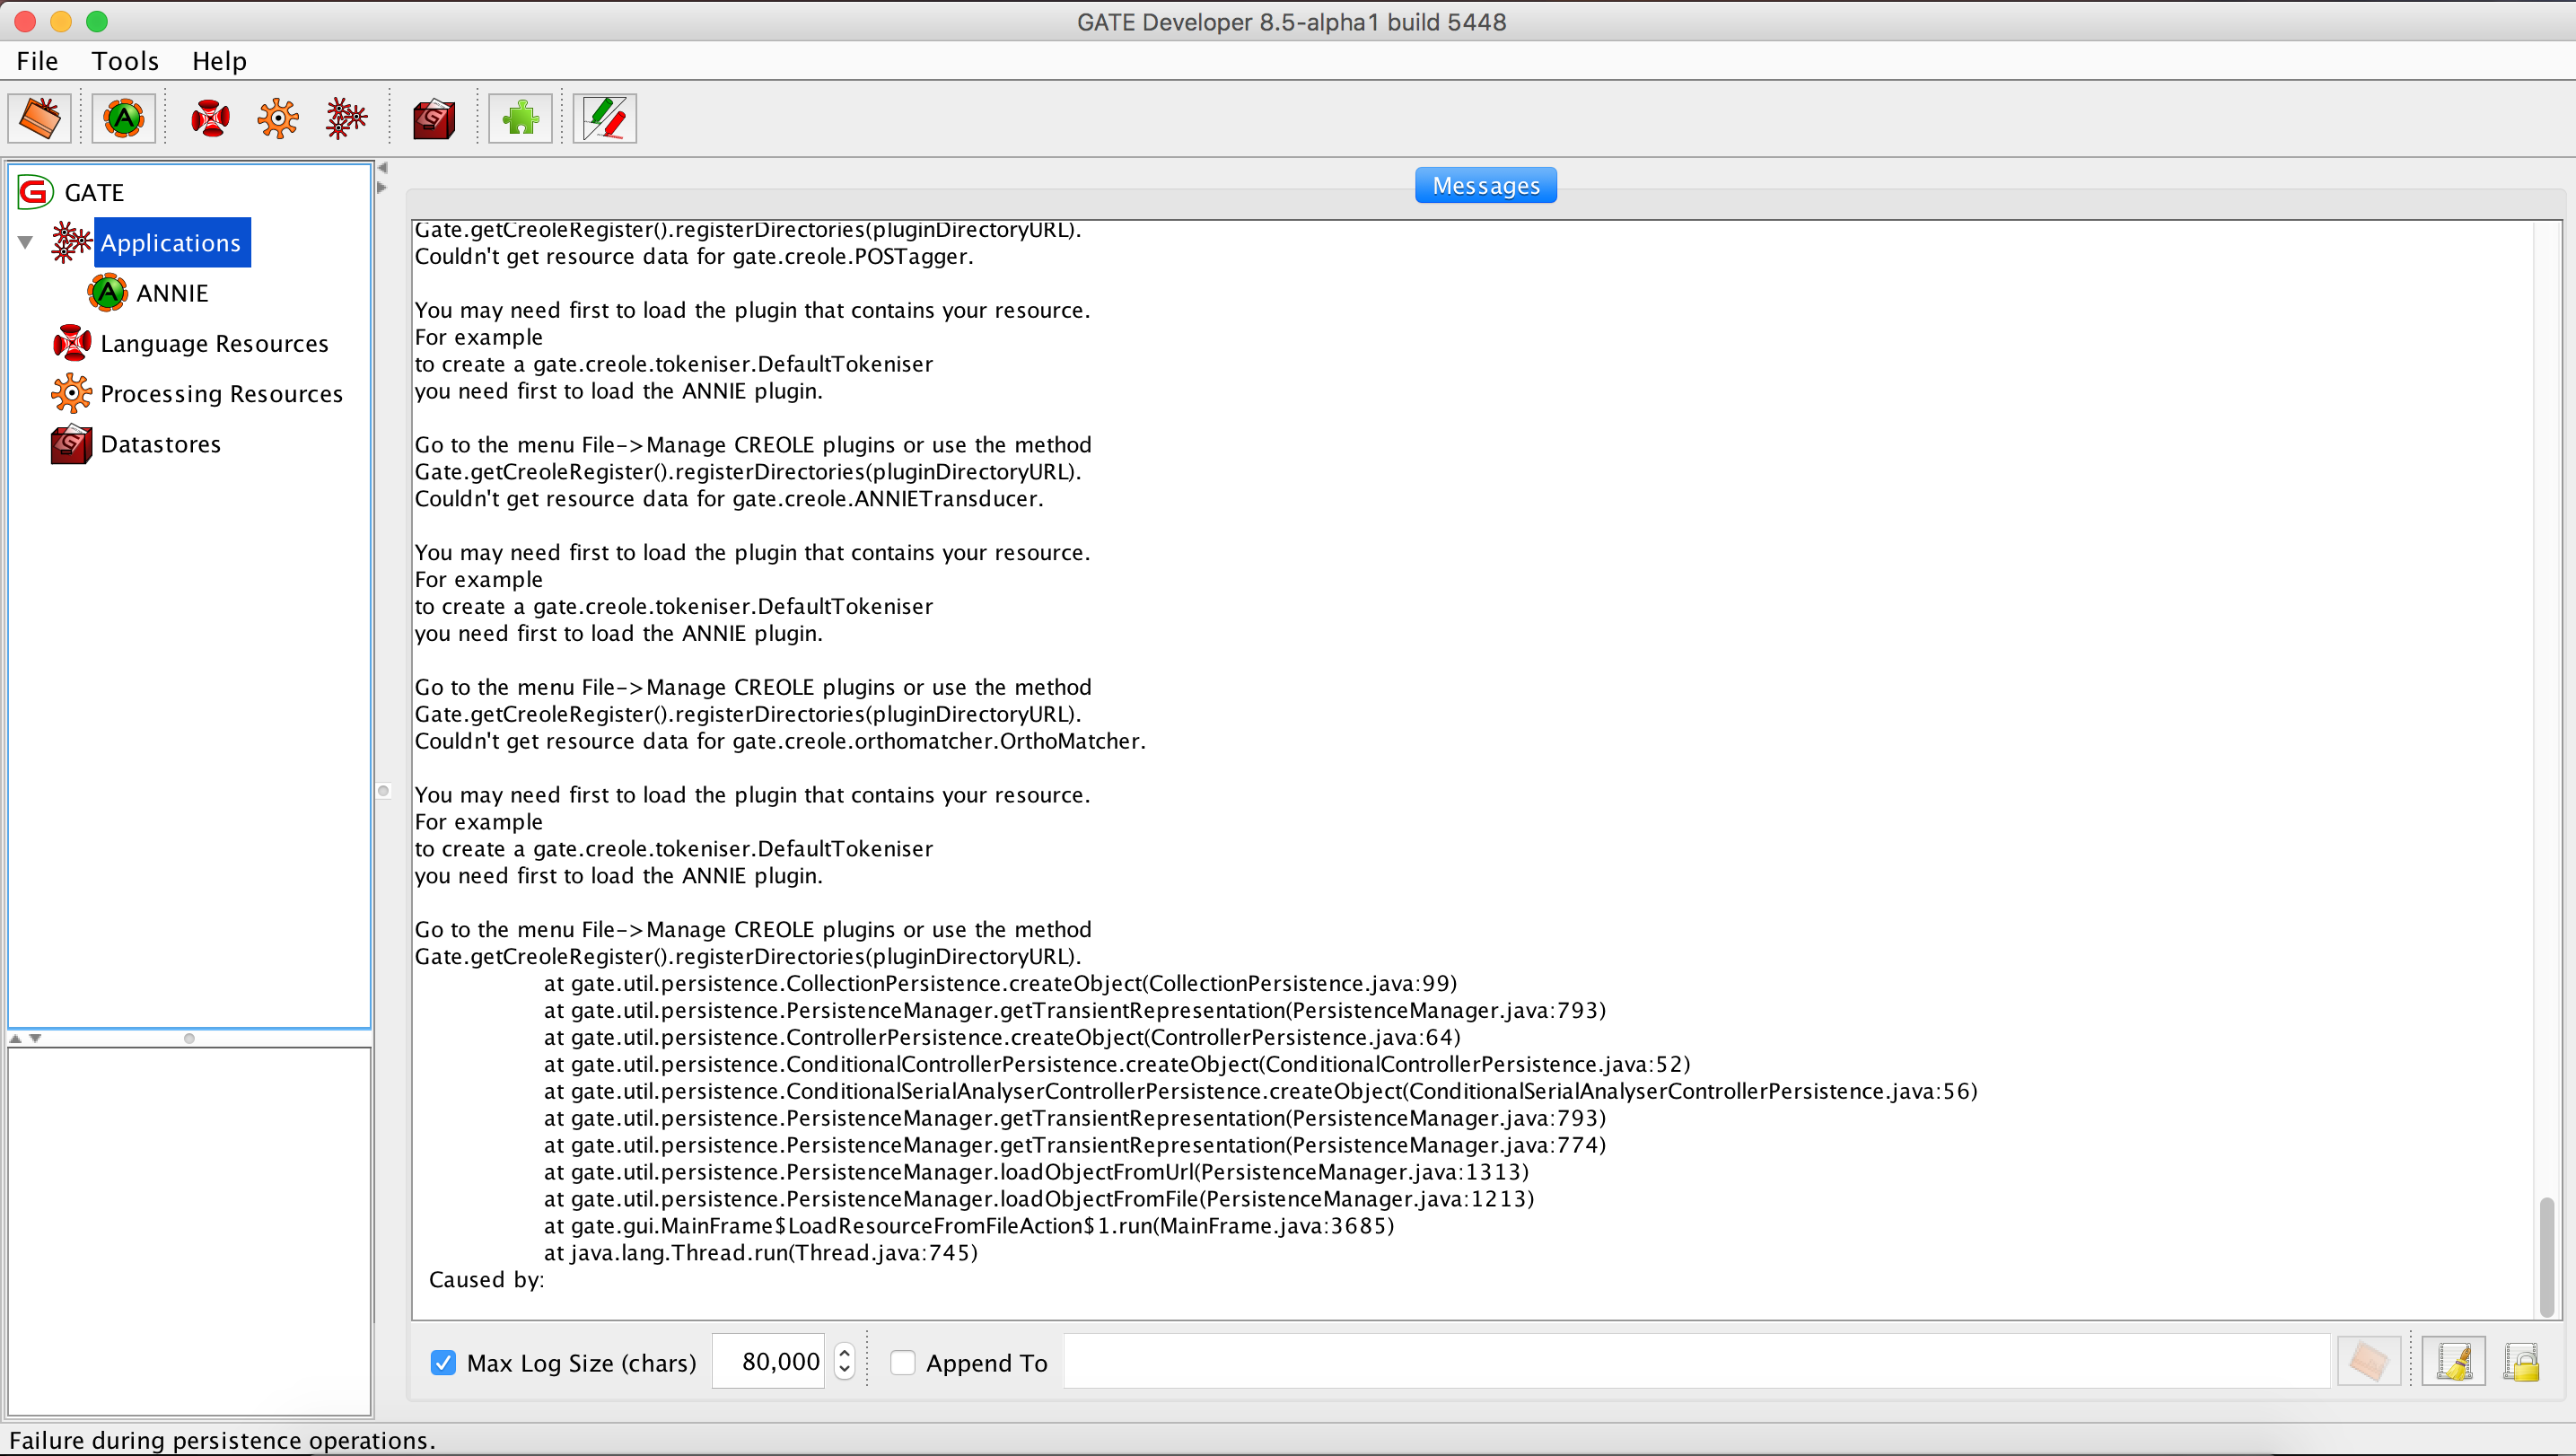 GATE Developer 8.5-alpha1 build 5448
File Tools Help
GATE
Applications
ANNIE
Language Resources
Processing Resources
Datastores
Messages
Gate.getCreoleRegister().registerDirectories(pluginDirectoryURL).
Couldn't get resource data for gate.creole.POSTagger.
You may need first to load the plugin that contains your resource.
For example
to create a gate.creole.tokeniser.DefaultTokeniser
you need first to load the ANNIE plugin.
Go to the menu File->Manage CREOLE plugins or use the method
Gate.getCreoleRegister().registerDirectories(pluginDirectoryURL).
Couldn't get resource data for gate.creole.ANNIETransducer.
You may need first to load the plugin that contains your resource.
For example
to create a gate.creole.tokeniser.DefaultTokeniser
you need first to load the ANNIE plugin.
Go to the menu File->Manage CREOLE plugins or use the method
Gate.getCreoleRegister().registerDirectories(pluginDirectoryURL).
Couldn't get resource data for gate.creole.orthomatcher.OrthoMatcher.
You may need first to load the plugin that contains your resource.
For example
to create a gate.creole.tokeniser.DefaultTokeniser
you need first to load the ANNIE plugin.
Go to the menu File->Manage CREOLE plugins or use the method
Gate.getCreoleRegister().registerDirectories(pluginDirectoryURL).
at gate.util.persistence.CollectionPersistence.createObject(CollectionPersistence.java:99)
at gate.util.persistence.PersistenceManager.getTransientRepresentation(PersistenceManager.java:793)
at gate.util.persistence.ControllerPersistence.createObject(ControllerPersistence.java:64)
at gate.util.persistence.ConditionalControllerPersistence.createObject(ConditionalControllerPersistence.java:52)
at gate.util.persistence.ConditionalSerialAnalyserControllerPersistence.createObject(ConditionalSerialAnalyserControllerPersistence.java:56)
at gate.util.persistence.PersistenceManager.getTransientRepresentation(PersistenceManager.java:793)
at gate.util.persistence.PersistenceManager.getTransientRepresentation(PersistenceManager.java:774)
at gate.util.persistence.PersistenceManager.loadObjectFromUrl(PersistenceManager.java:1313)
at gate.util.persistence.PersistenceManager.loadObjectFromFile(PersistenceManager.java:1213)
at gate.gui.MainFrame$LoadResourceFromFileAction$1.run(MainFrame.java:3685)
at java.lang.Thread.run(Thread.java:745)
Caused by:
Max Log Size (chars) 80,000 Append To
Failure during persistence operations.